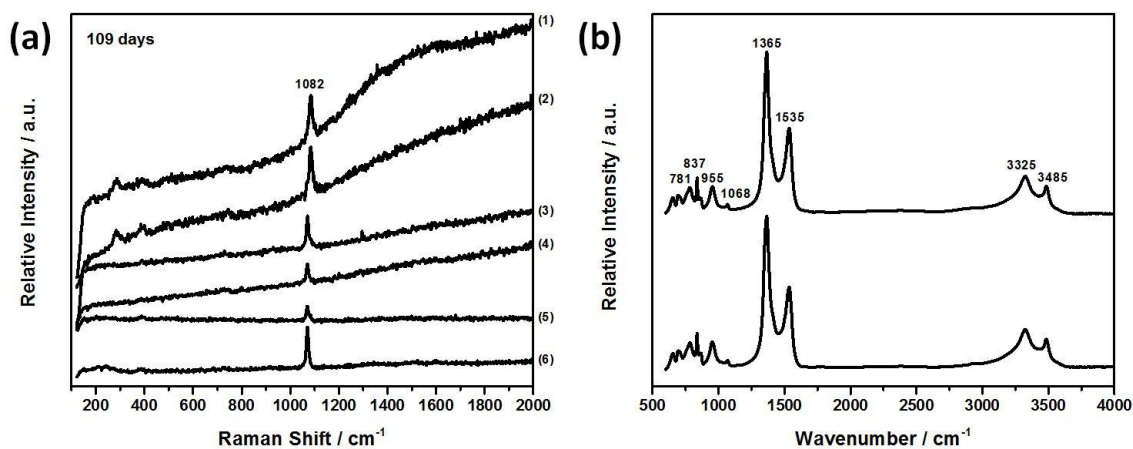 (a)
109 days
1082
(1)
(2)
(3)
(4)
(5)
(6)
Relative Intensity / a.u.
200 400 600 800 1000 1200 1400 1600 1800 2000
Raman Shift / cm⁻¹
(b)
1365
1535
837
781
955
1068
3325
3485
Relative Intensity / a.u.
500 1000 1500 2000 2500 3000 3500 4000
Wavenumber / cm⁻¹